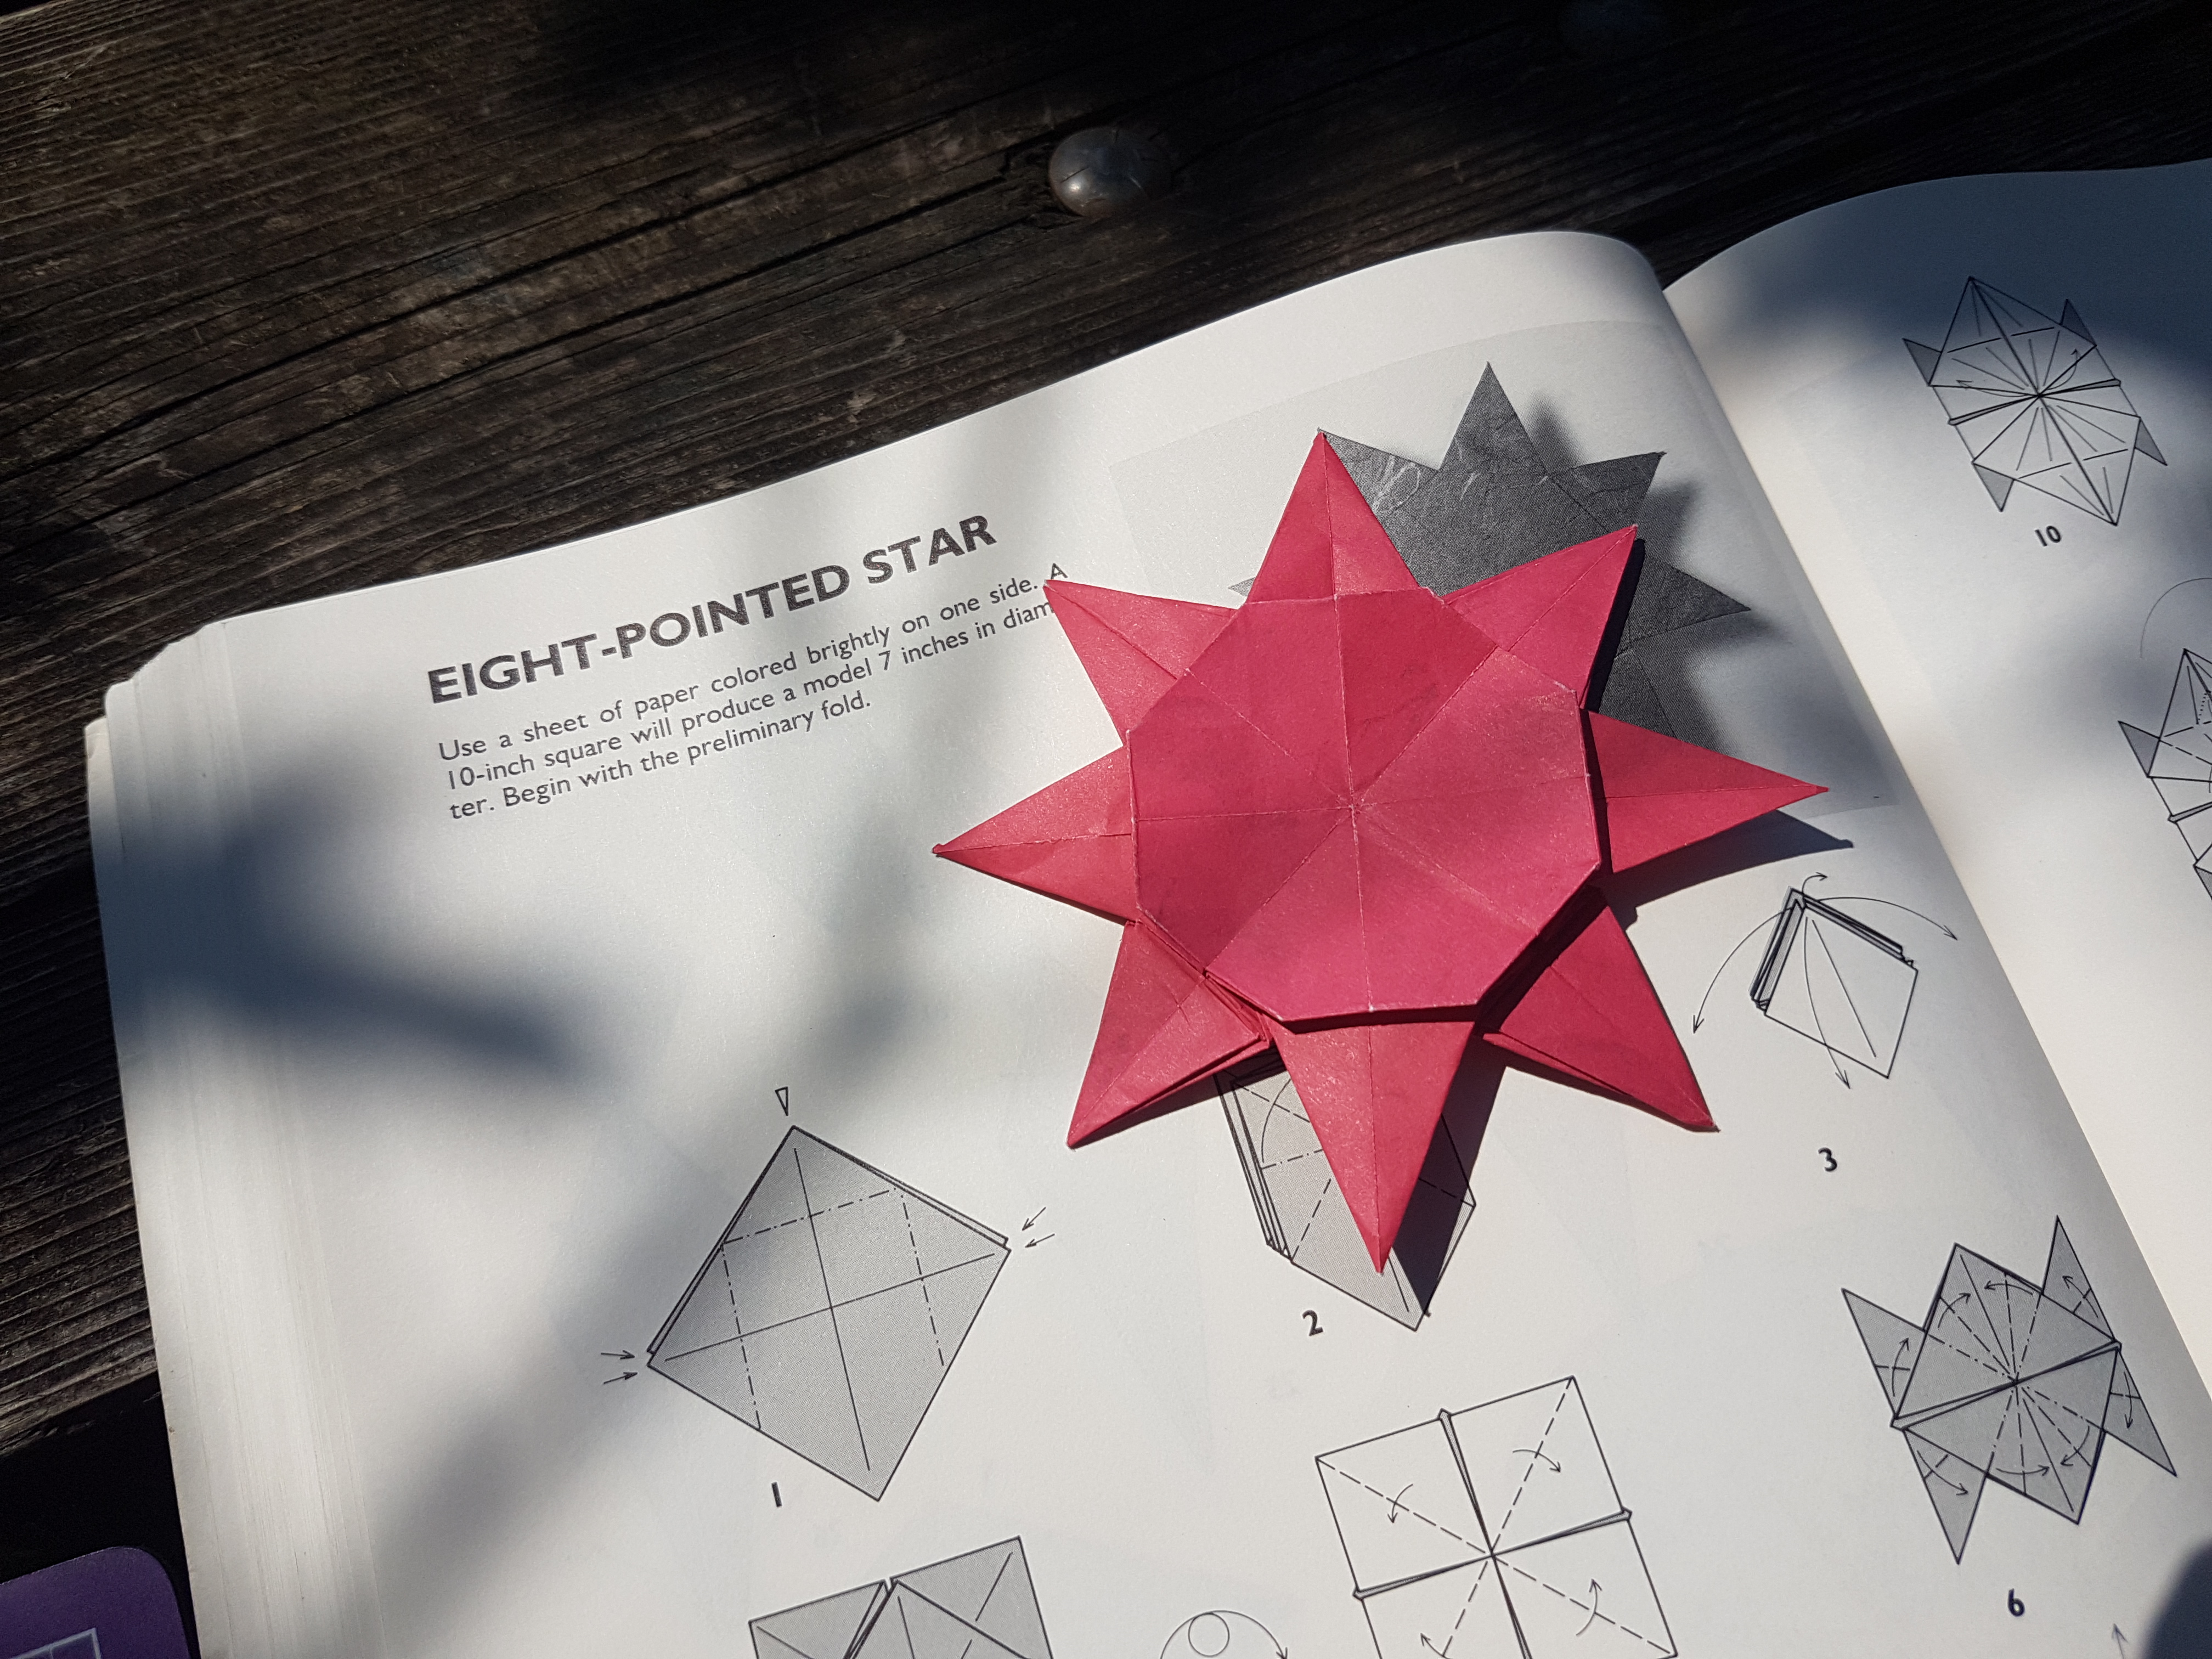 EIGHT-POINTED STAR
Use a sheet of paper colored brightly on one side. A
10-inch square will produce a model 7 inches in diam
ter. Begin with the preliminary fold.
1
2
3
6
10